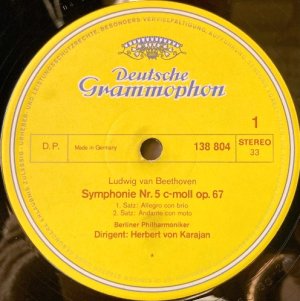 Deutsche
Grammophon
1
D.P.
Made in Germany
138 804
STEREO
33
Ludwig van Beethoven
Symphonie Nr. 5 c-moll op. 67
1. Satz: Allegro con brio
2. Satz: Andante con moto
Berliner Philharmoniker
Dirigent: Herbert von Karajan